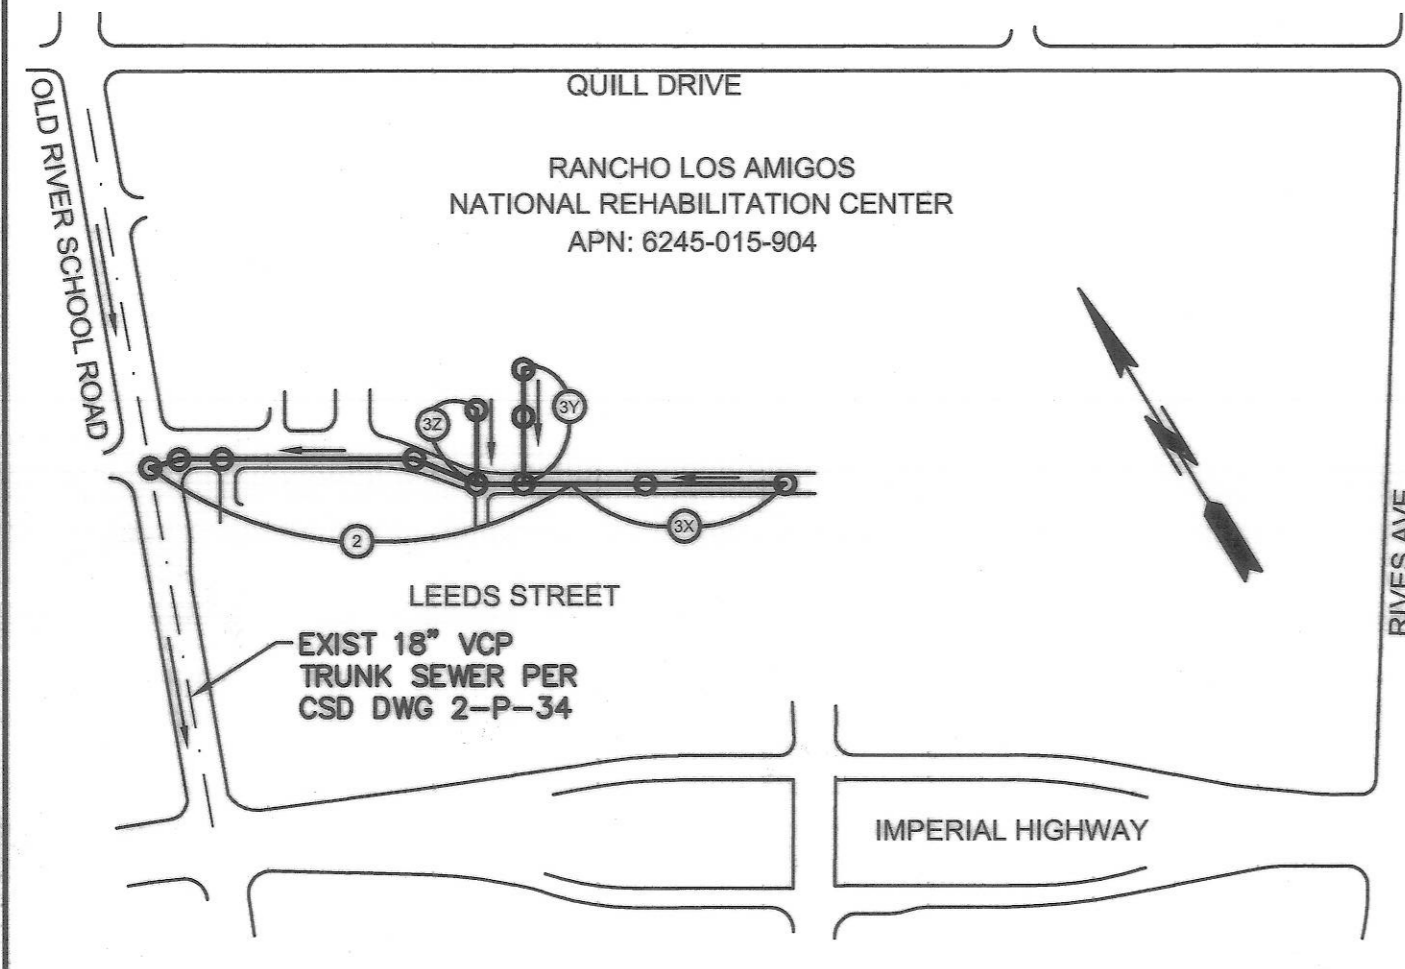 QUILL DRIVE
OLD RIVER SCHOOL ROAD
RANCHO LOS AMIGOS
NATIONAL REHABILITATION CENTER
APN: 6245-015-904
3Z
3Y
2
3X
RIVES AVE
LEEDS STREET
EXIST 18" VCP
TRUNK SEWER PER
CSD DWG 2-P-34
IMPERIAL HIGHWAY